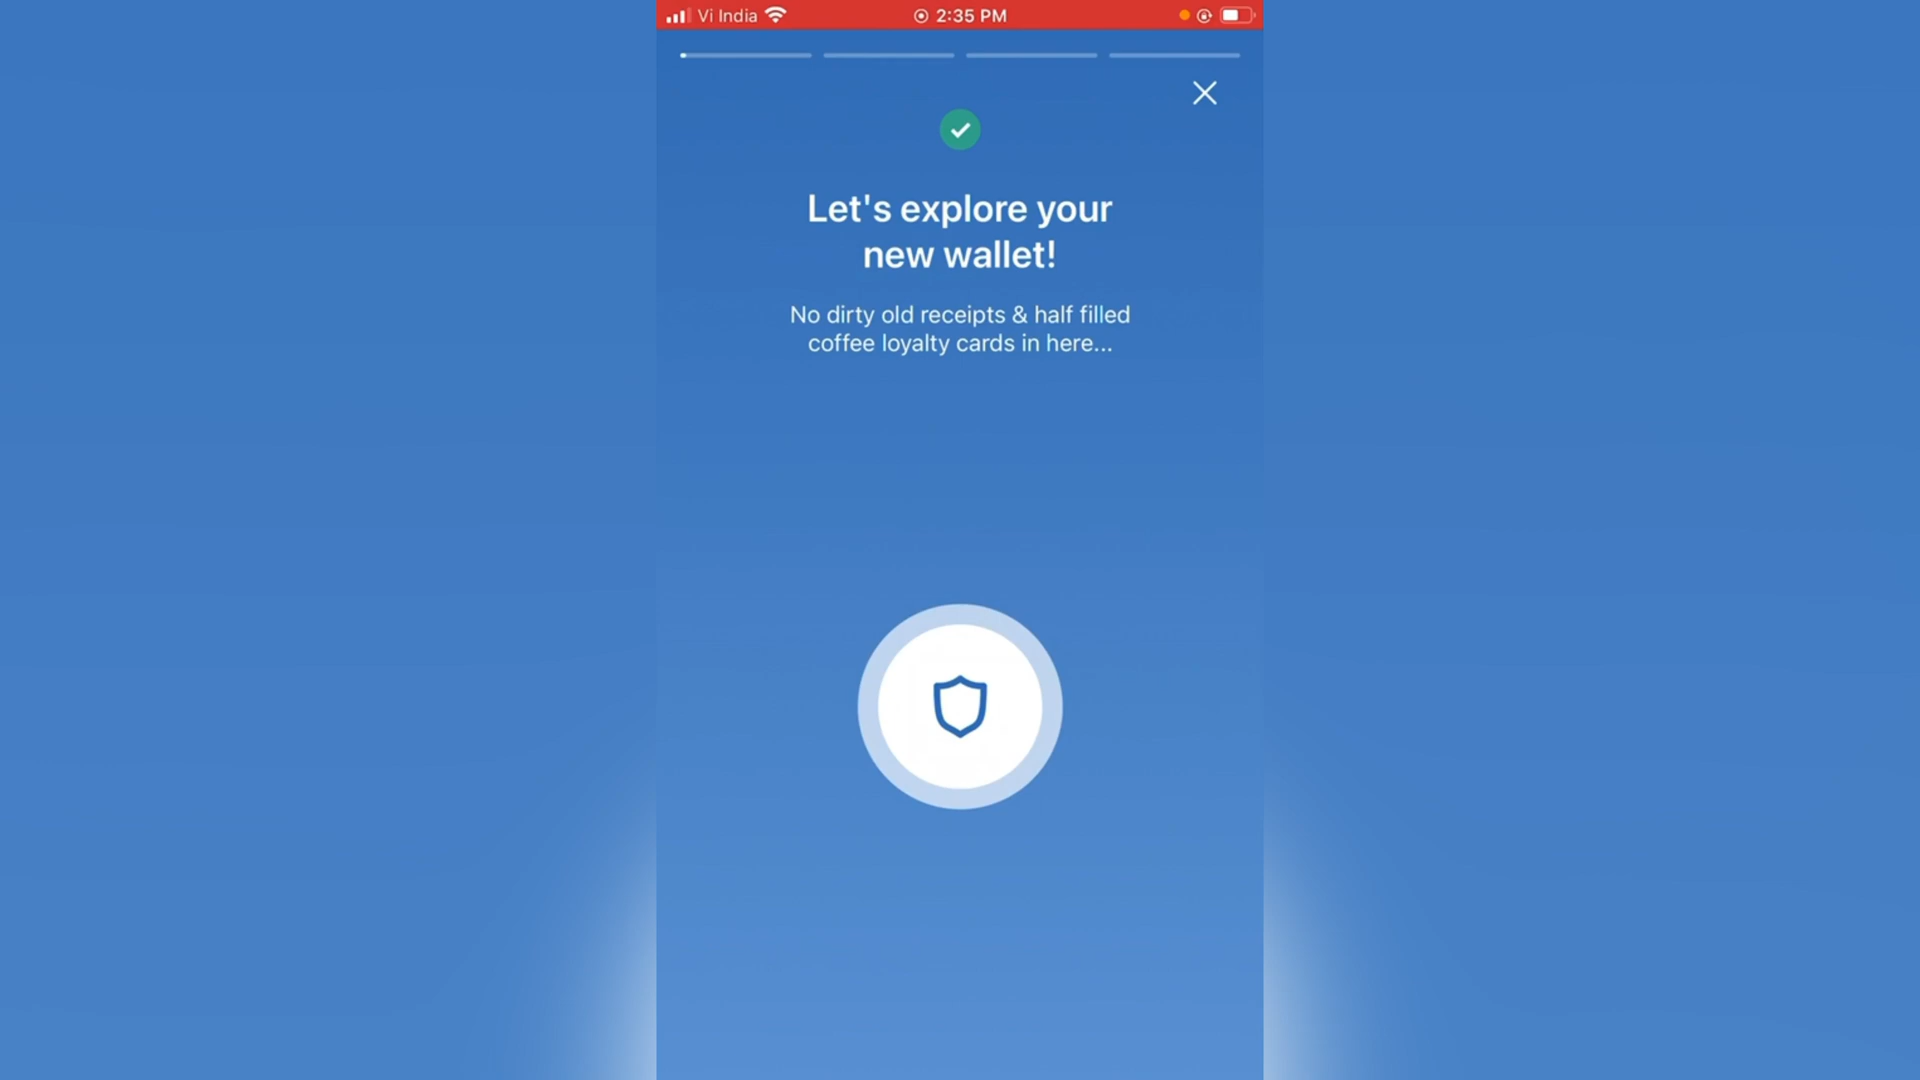 Vi India
2:35 PM
Let's explore your
new wallet!
No dirty old receipts & half filled
coffee loyalty cards in here...